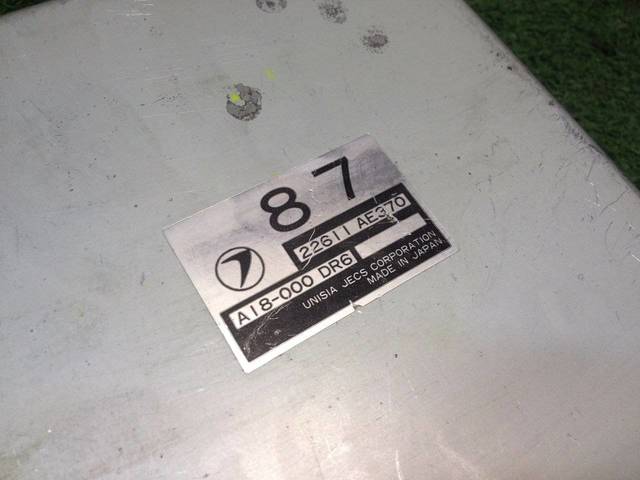 87
22611 AE370
A18-000 DR6
UNISIA JECS CORPORATION
MADE IN JAPAN